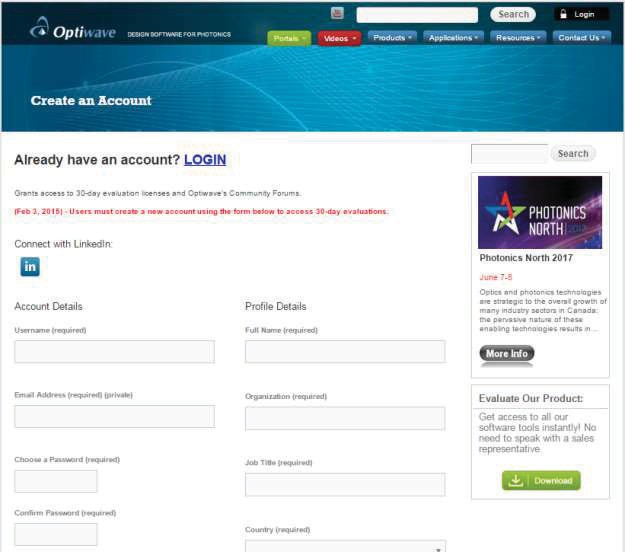 Search
Login
Optiwave
DESIGN SOFTWARE FOR PHOTONICS
Portals
Videos
Products
Applications
Resources
Contact Us
Create an Account
Already have an account? LOGIN
Grants access to 30-day evaluation licenses and Optiwave's Community Forums.
(Feb 3, 2015) - Users must create a new account using the form below to access 30-day evaluations.
Connect with LinkedIn:
in
Account Details
Username (required)
Email Address (required) (private)
Choose a Password (required)
Confirm Password (required)
Profile Details
Full Name (required)
Organization (required)
Job Title (required)
Country (required)
Search
PHOTONICS
NORTH 2017
Photonics North 2017
June 7-5
Optics and photonics technologies
are strategic to the overall growth of
many industry sectors in Canada:
the pervasive nature of these
enabling technologies results in...
More Info
Evaluate Our Product:
Get access to all our
software tools instantly! No
need to speak with a sales
representative
Download